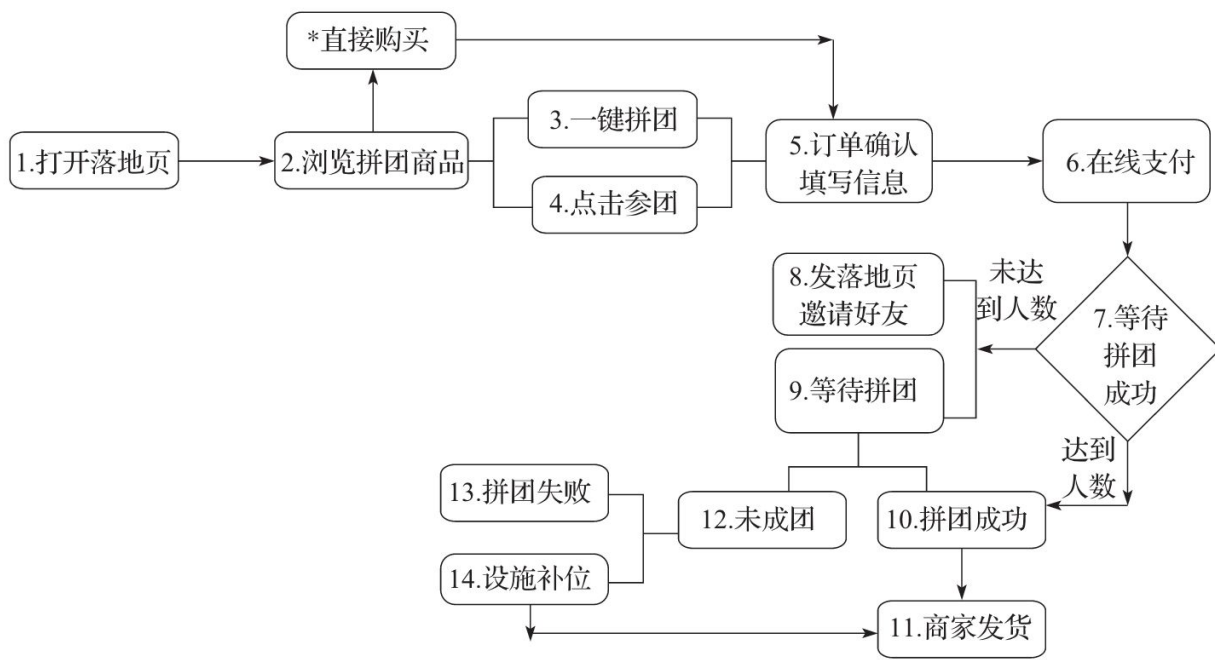 *直接购买
3.一键拼团
1.打开落地页
2.浏览拼团商品
4.点击参团
5.订单确认
填写信息
6.在线支付
8.发落地页
邀请好友
未达
到人数
7.等待
拼团
成功
9.等待拼团
达到
人数
13.拼团失败
12.未成团
10.拼团成功
14.设施补位
11.商家发货